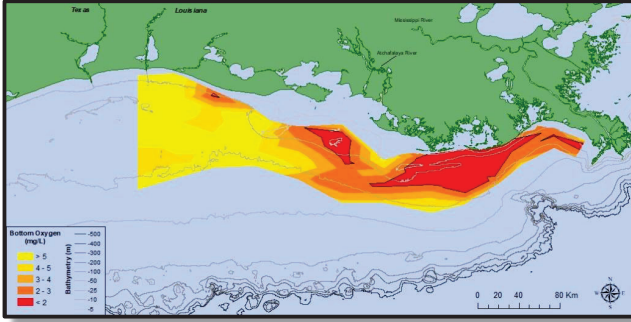 Texas Louisiana
Mississippi River
Atchafalaya River
Bottom Oxygen
(mg/L)
> 5
4 - 5
3 - 4
2 - 3
< 2
Bathymetry (m)
-500
-400
-300
-200
-100
-50
-25
-10
-5
N
W E
S
0 20 40 80 Km